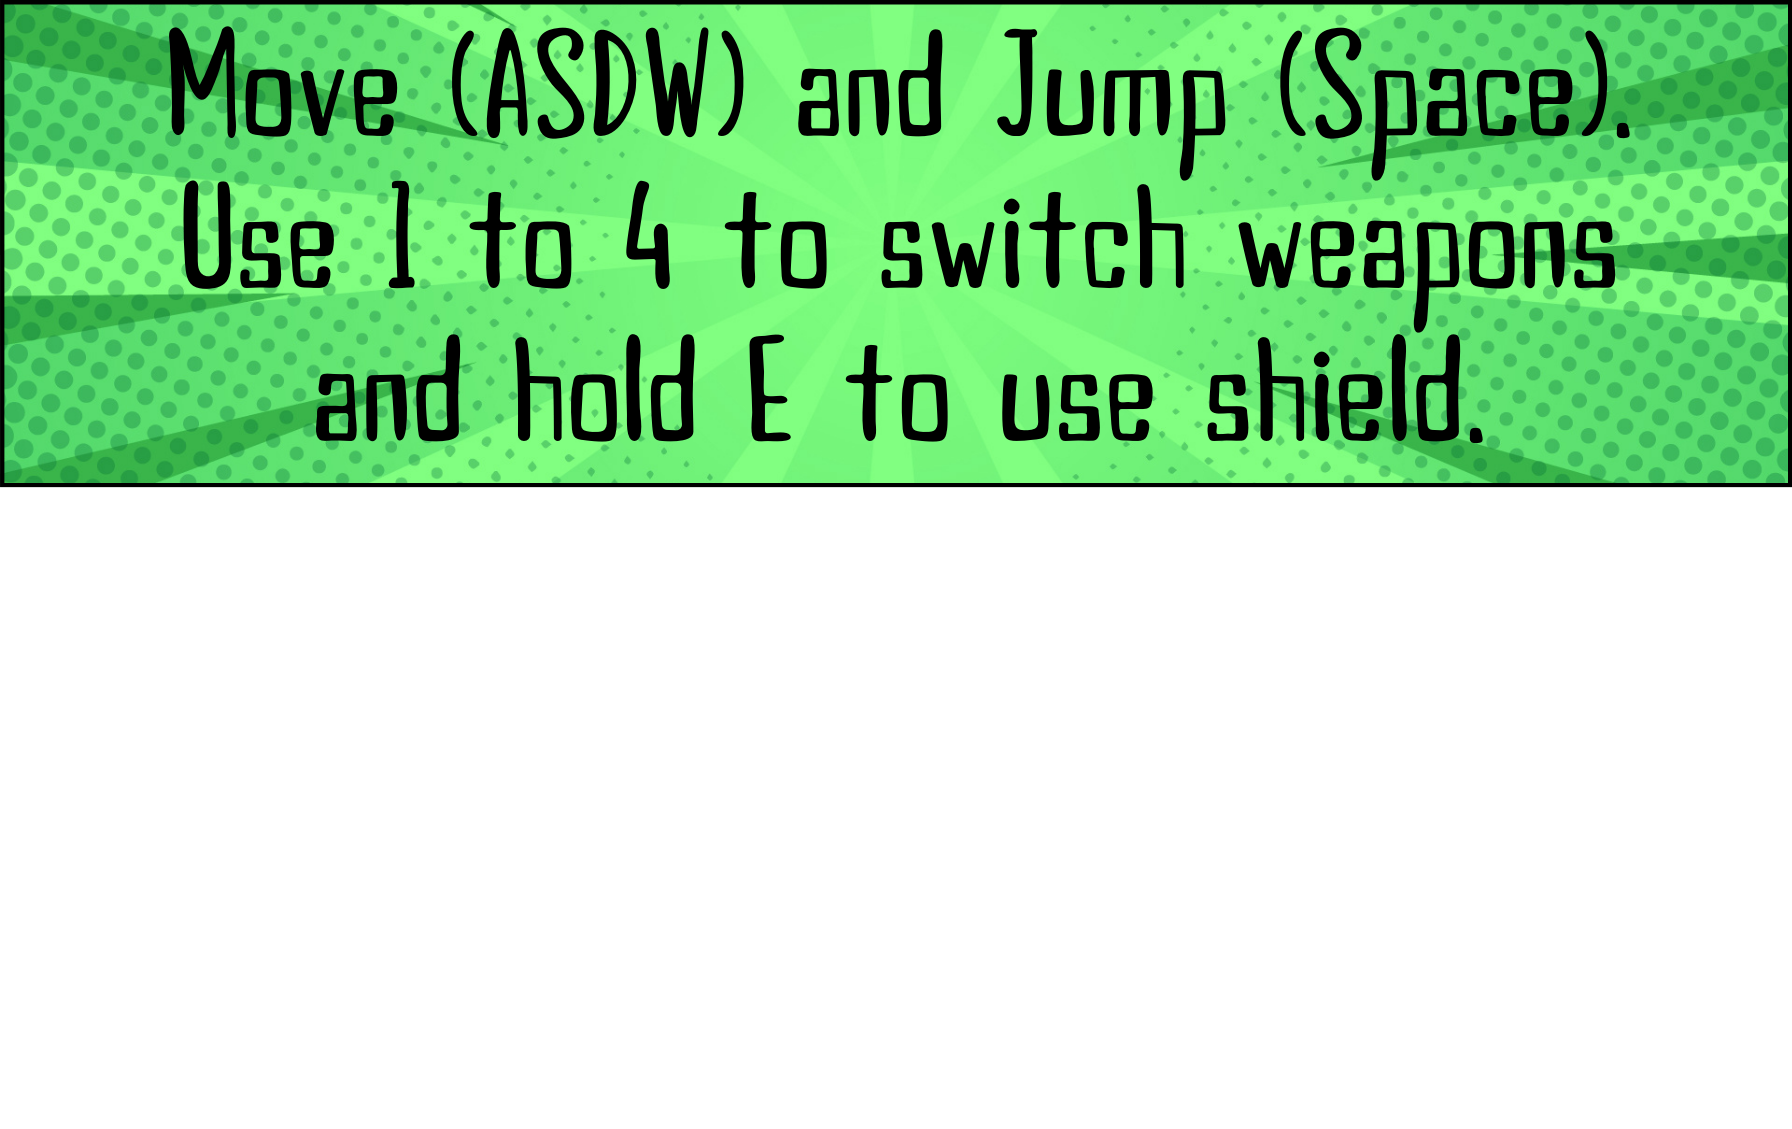 Move (ASDW) and Jump (Space).
Use 1 to 4 to switch weapons
and hold E to use shield.